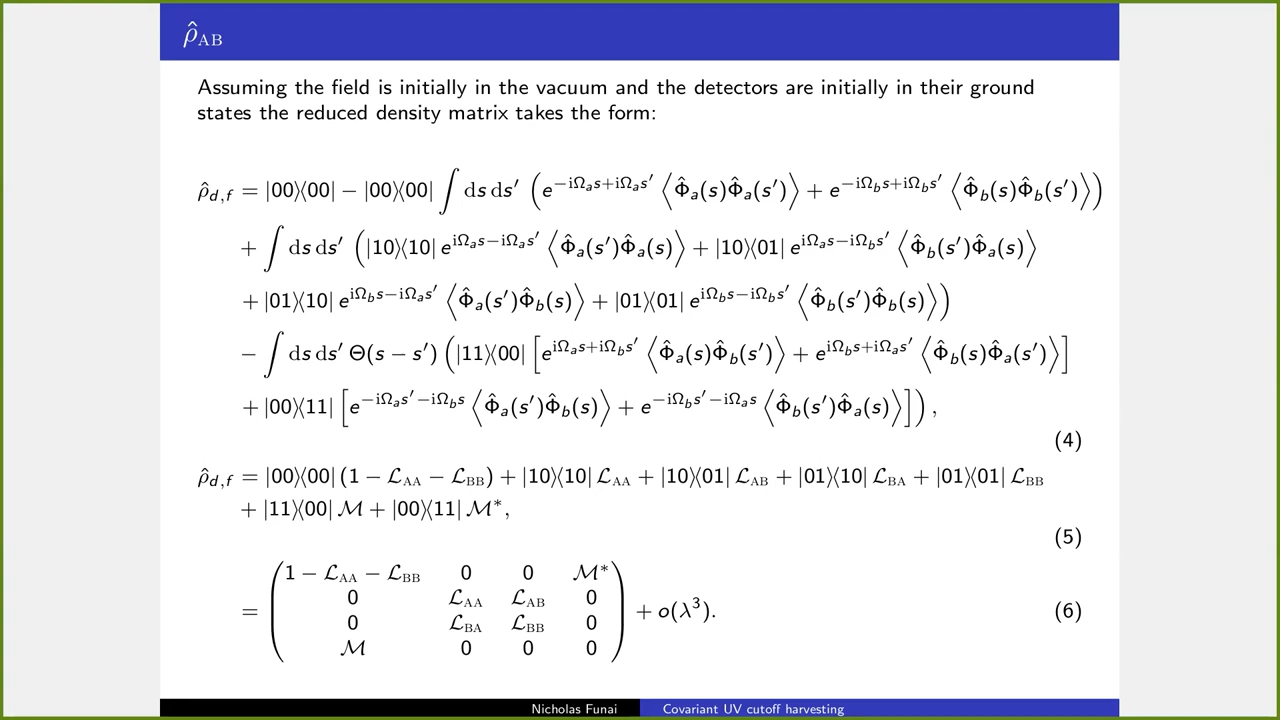 ρ̂_AB
Assuming the field is initially in the vacuum and the detectors are initially in their ground
states the reduced density matrix takes the form:
ρ̂_{d,f} = |00⟩⟨00| − |00⟩⟨00| ∫ ds ds′ (e^{−iΩ_a s+iΩ_a s′} ⟨Φ̂_a(s)Φ̂_a(s′)⟩ + e^{−iΩ_b s+iΩ_b s′} ⟨Φ̂_b(s)Φ̂_b(s′)⟩)
+ ∫ ds ds′ (|10⟩⟨10| e^{iΩ_a s−iΩ_a s′} ⟨Φ̂_a(s′)Φ̂_a(s)⟩ + |10⟩⟨01| e^{iΩ_a s−iΩ_b s′} ⟨Φ̂_b(s′)Φ̂_a(s)⟩
+ |01⟩⟨10| e^{iΩ_b s−iΩ_a s′} ⟨Φ̂_a(s′)Φ̂_b(s)⟩ + |01⟩⟨01| e^{iΩ_b s−iΩ_b s′} ⟨Φ̂_b(s′)Φ̂_b(s)⟩)
− ∫ ds ds′ Θ(s − s′) (|11⟩⟨00| [e^{iΩ_a s+iΩ_b s′} ⟨Φ̂_a(s)Φ̂_b(s′)⟩ + e^{iΩ_b s+iΩ_a s′} ⟨Φ̂_b(s)Φ̂_a(s′)⟩]
+ |00⟩⟨11| [e^{−iΩ_a s′−iΩ_b s} ⟨Φ̂_a(s′)Φ̂_b(s)⟩ + e^{−iΩ_b s′−iΩ_a s} ⟨Φ̂_b(s′)Φ̂_a(s)⟩]) ,
(4)
ρ̂_{d,f} = |00⟩⟨00| (1 − ℒ_AA − ℒ_BB) + |10⟩⟨10| ℒ_AA + |10⟩⟨01| ℒ_AB + |01⟩⟨10| ℒ_BA + |01⟩⟨01| ℒ_BB
+ |11⟩⟨00| ℳ + |00⟩⟨11| ℳ*,
(5)
1 − ℒ_AA − ℒ_BB 0 0 ℳ*
0 ℒ_AA ℒ_AB 0
= + o(λ³). (6)
0 ℒ_BA ℒ_BB 0
ℳ 0 0 0
Nicholas Funai Covariant UV cutoff harvesting